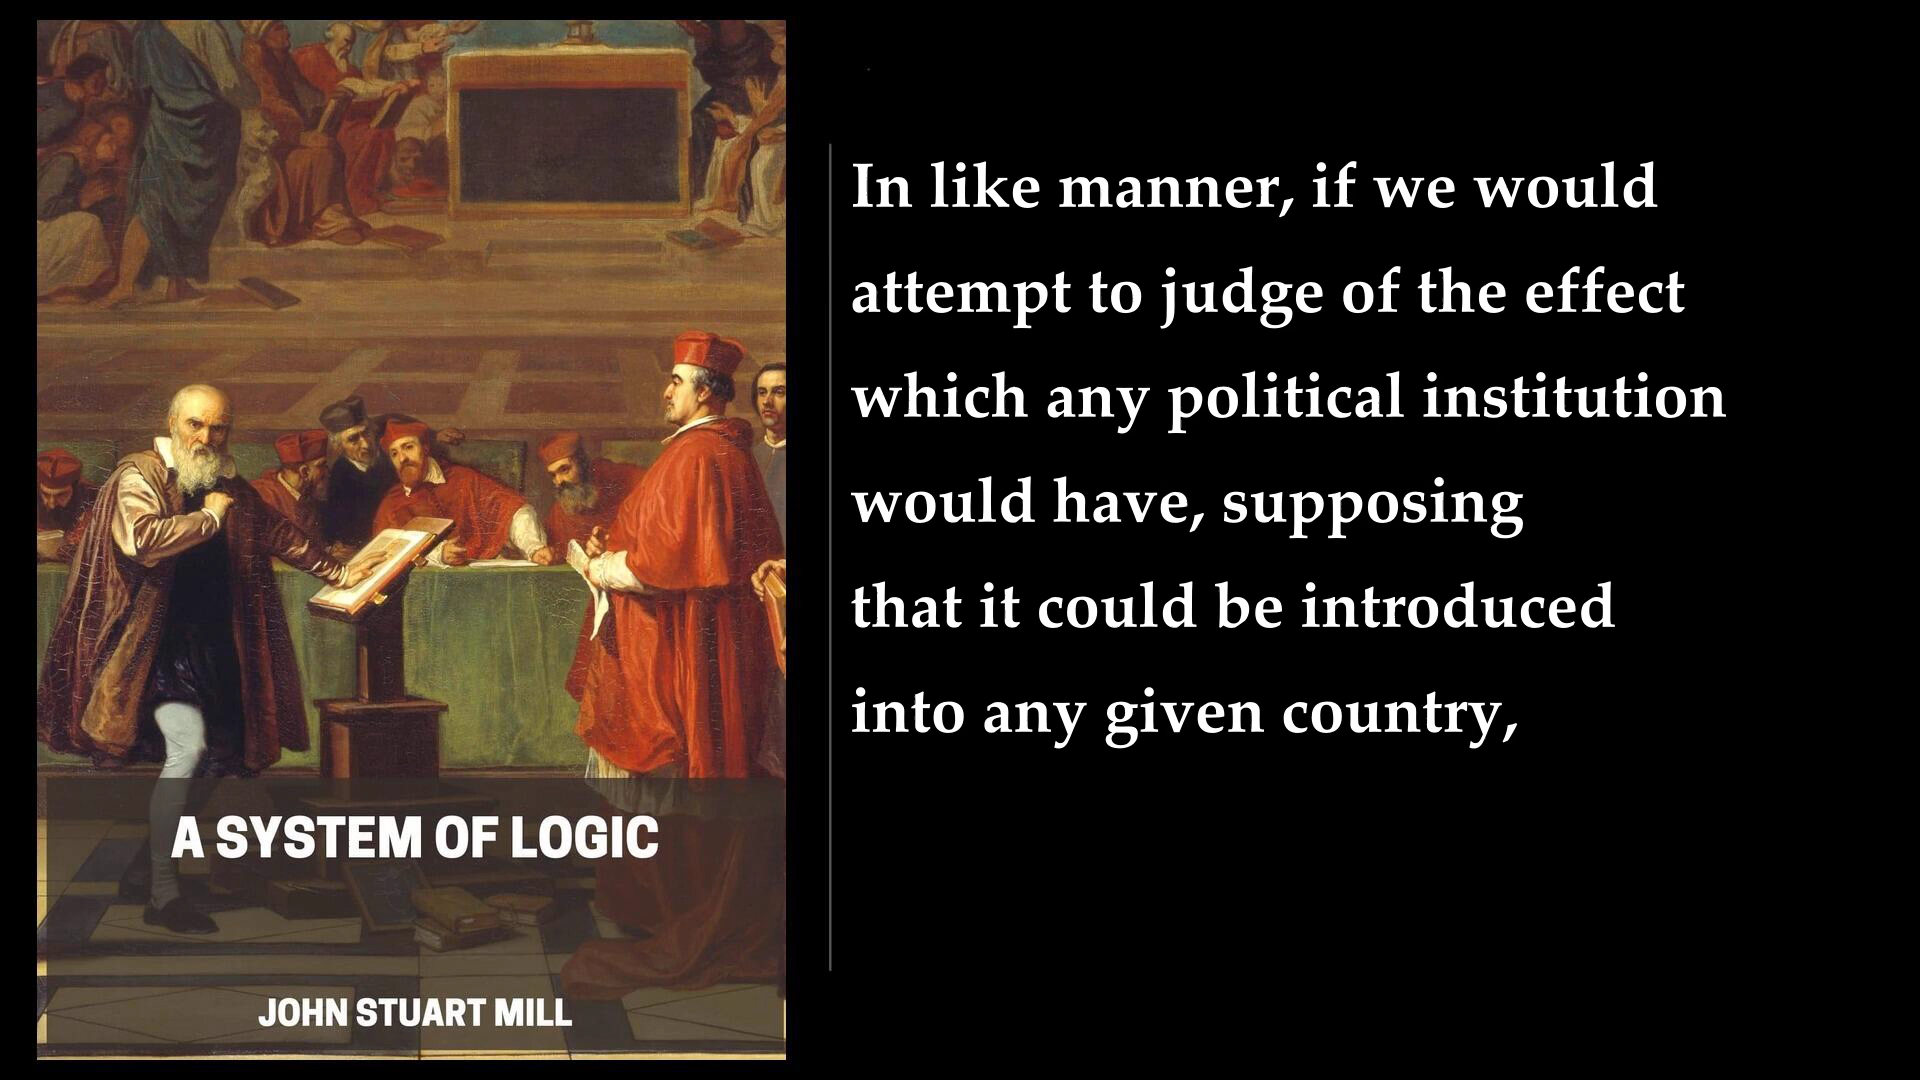 A SYSTEM OF LOGIC
JOHN STUART MILL
In like manner, if we would
attempt to judge of the effect
which any political institution
would have, supposing
that it could be introduced
into any given country,